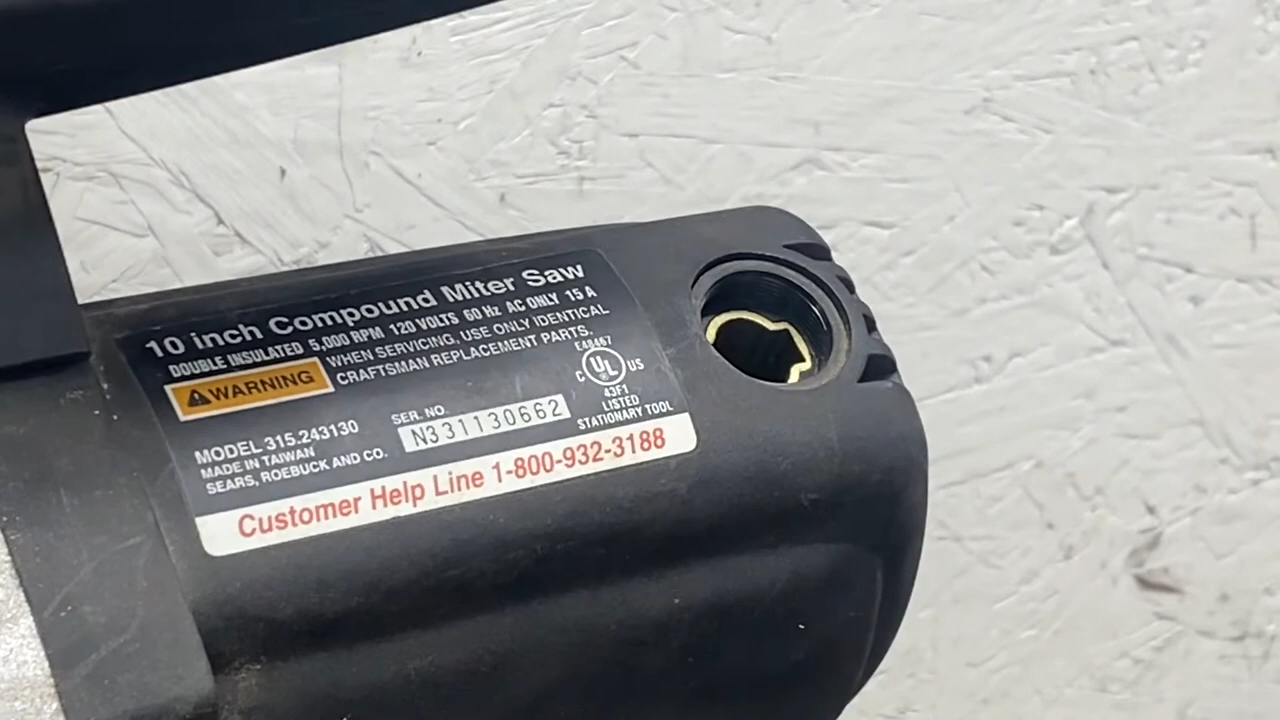 10 inch Compound Miter Saw
DOUBLE INSULATED 5,000 RPM 120 VOLTS 60 Hz AC ONLY 15 A
WARNING
WHEN SERVICING, USE ONLY IDENTICAL
CRAFTSMAN REPLACEMENT PARTS.
E48467
C UL US
43F1
LISTED
STATIONARY TOOL
MODEL 315.243130
MADE IN TAIWAN
SEARS, ROEBUCK AND CO.
SER. NO.
N331130662
Customer Help Line 1-800-932-3188